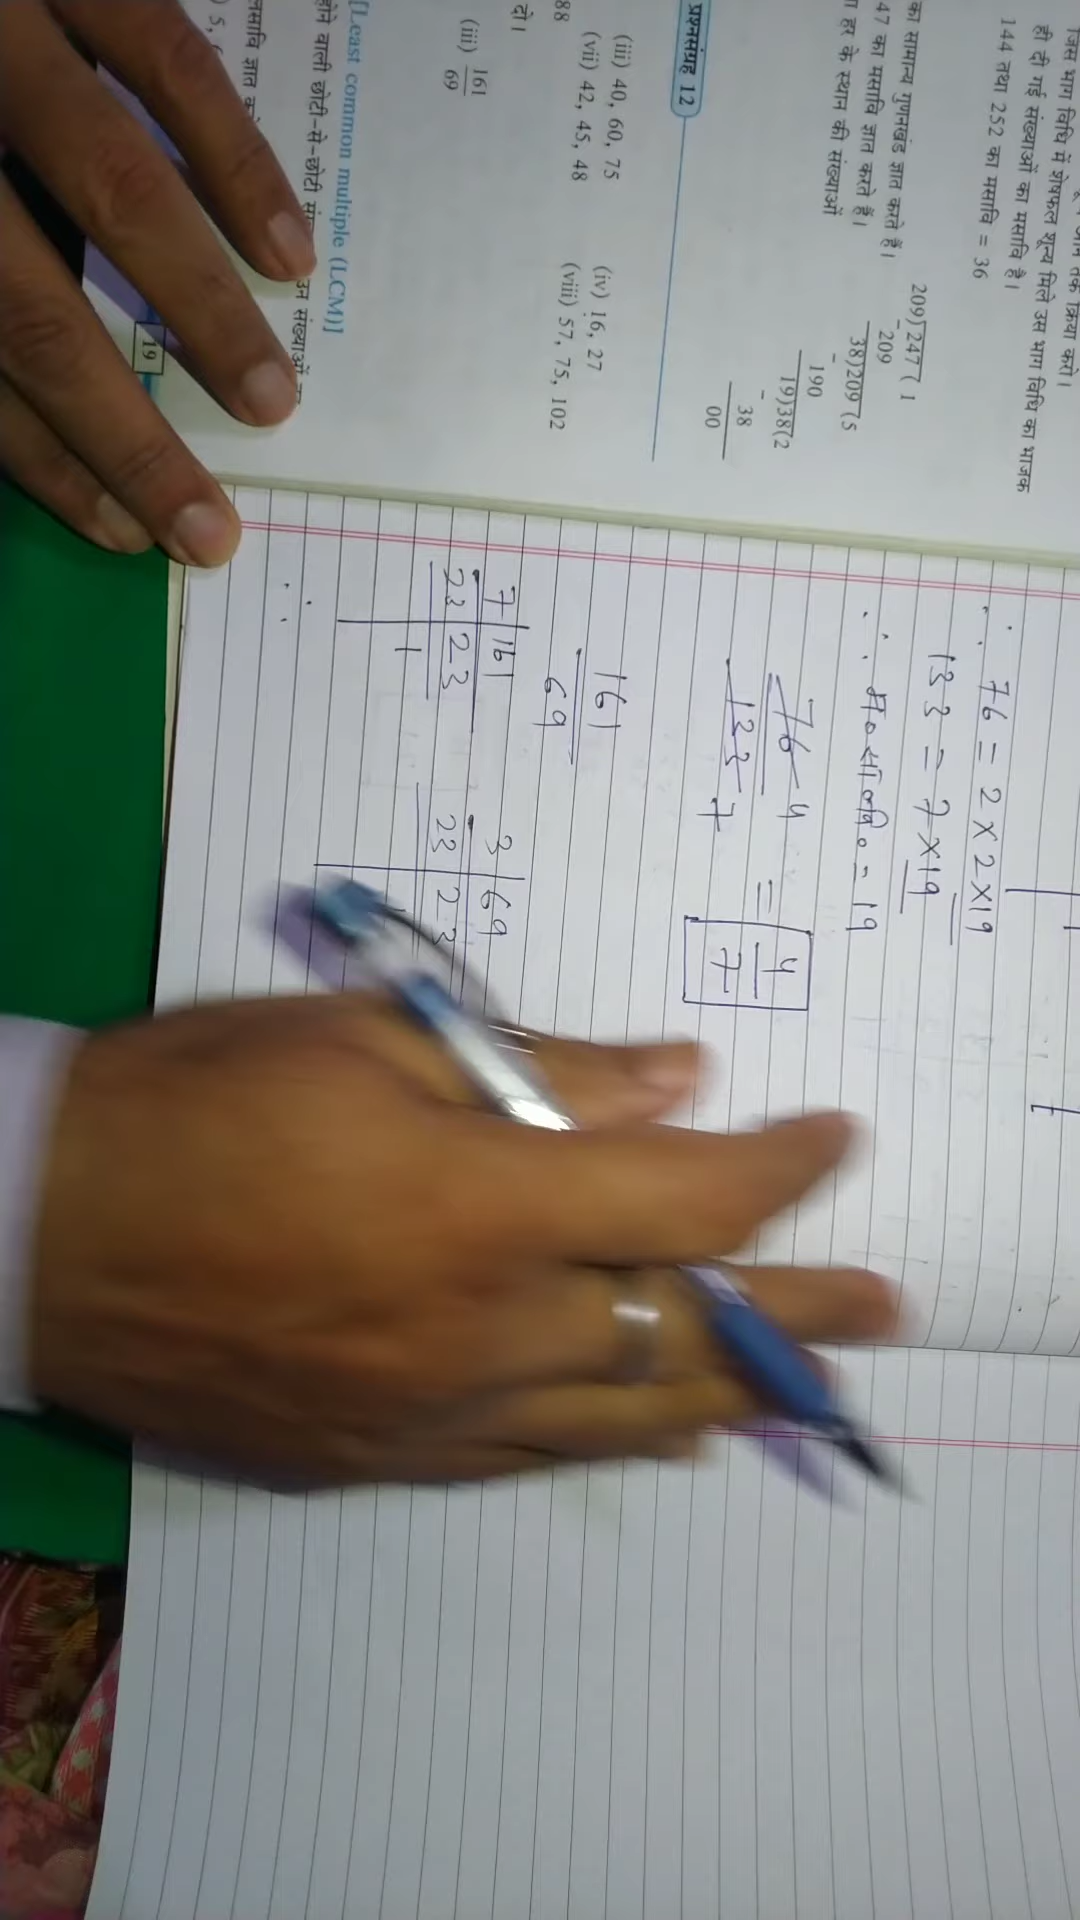 जिस भाग विधि में शेषफल शून्य मिले उस भाग विधि का भाजक
ही दी गई संख्याओं का मसावि है।
144 तथा 252 का मसावि = 36
का सामान्य गुणनखंड ज्ञात करते हैं।
47 का मसावि ज्ञात करते हैं।
हर के स्थान की संख्याओं
209)247(1
209
38)209(5
190
19)38(2
38
00
प्रश्नसंग्रह 12
(iii) 40, 60, 75
(iv) 16, 27
(vii) 42, 45, 48
(viii) 57, 75, 102
88
दो।
(iii) 161/69
[Least common multiple (LCM)]
होने वाली छोटी-से-छोटी
उन संख्याओं
लसावि ज्ञात
19
∴ 76 = 2 × 2 × 19
133 = 7 × 19
∴ म॰सा॰वि॰ = 19
76 4
133 7
= 4/7
161
69
7 | 161
23 | 23
1
3 | 69
23 | 23
∴